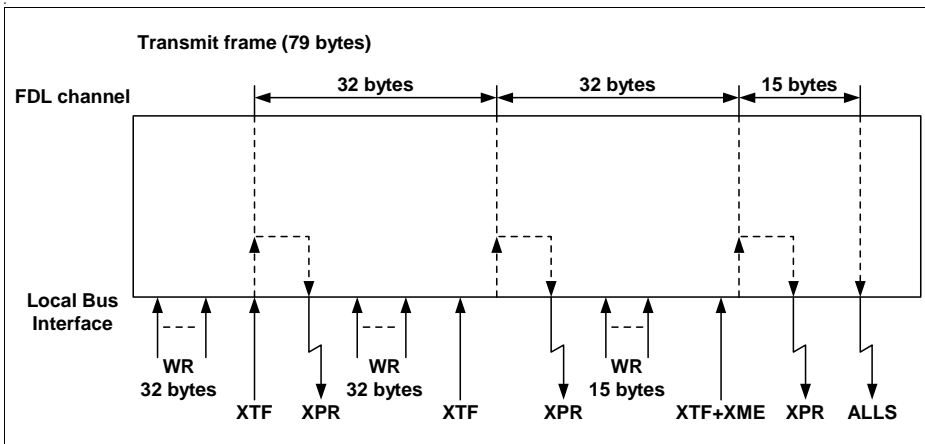 Transmit frame (79 bytes)
32 bytes 32 bytes 15 bytes
FDL channel
Local Bus
Interface
WR WR WR
32 bytes 32 bytes 15 bytes
XTF XPR XTF XPR XTF+XME XPR ALLS